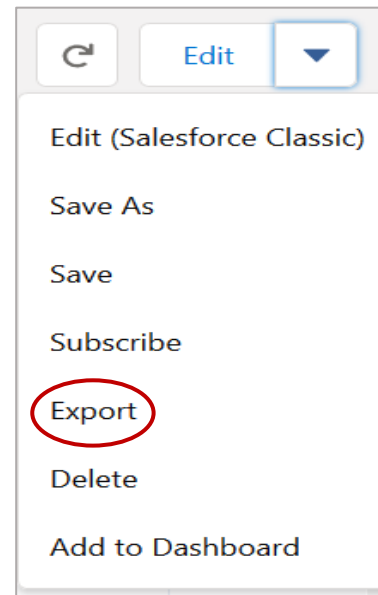 Edit
Edit (Salesforce Classic)
Save As
Save
Subscribe
Export
Delete
Add to Dashboard